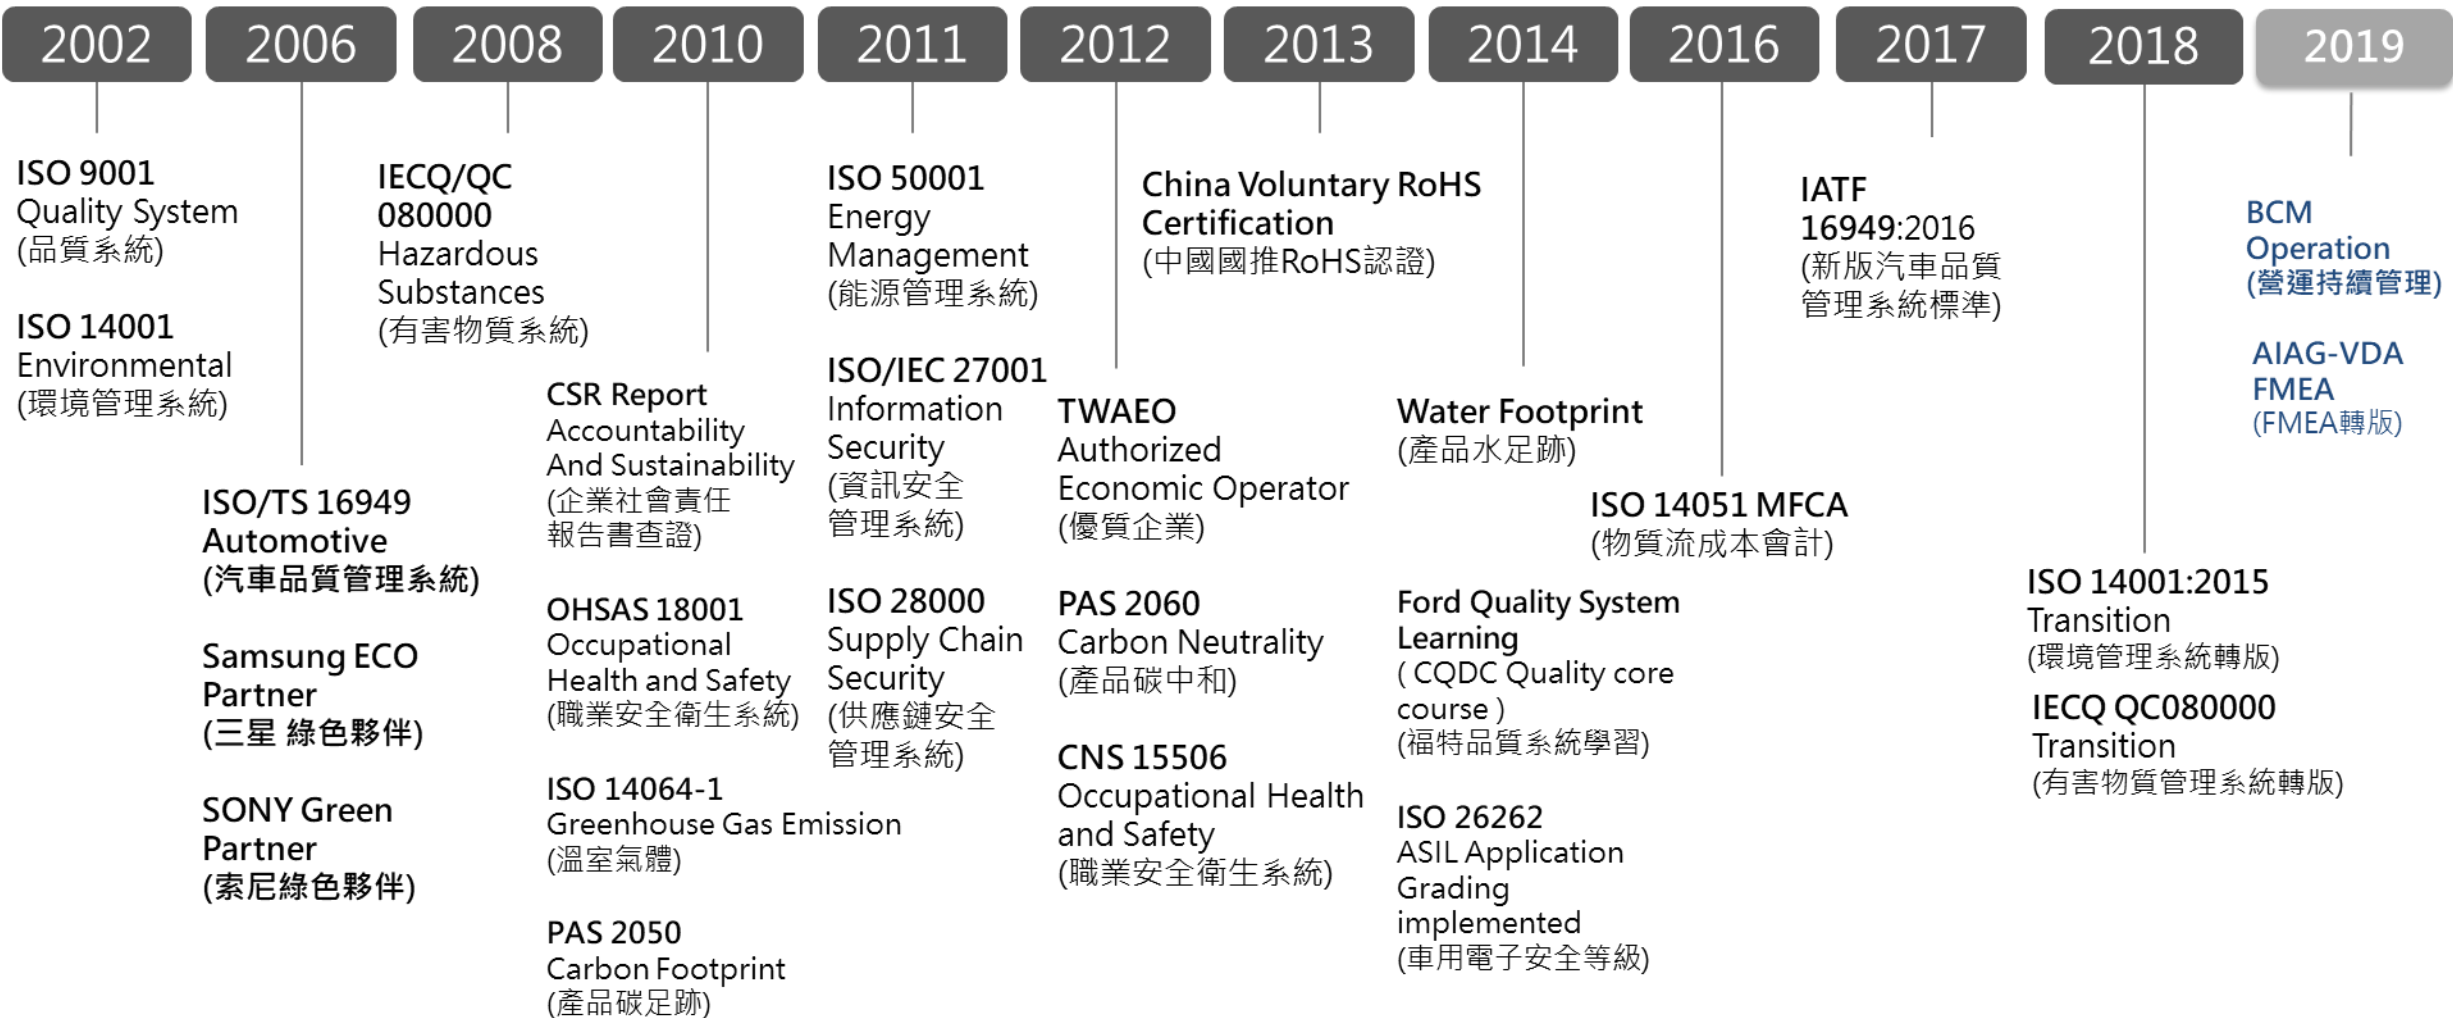 2002
2006
2008
2010
2011
2012
2013
2014
2016
2017
2018
2019
ISO 9001
Quality System
(品質系統)
ISO 14001
Environmental
(環境管理系統)
ISO/TS 16949
Automotive
(汽車品質管理系統)
Samsung ECO
Partner
(三星 綠色夥伴)
SONY Green
Partner
(索尼綠色夥伴)
IECQ/QC
080000
Hazardous
Substances
(有害物質系統)
CSR Report
Accountability
And Sustainability
(企業社會責任
報告書查證)
OHSAS 18001
Occupational
Health and Safety
(職業安全衛生系統)
ISO 14064-1
Greenhouse Gas Emission
(溫室氣體)
PAS 2050
Carbon Footprint
(產品碳足跡)
ISO 50001
Energy
Management
(能源管理系統)
ISO/IEC 27001
Information
Security
(資訊安全
管理系統)
ISO 28000
Supply Chain
Security
(供應鏈安全
管理系統)
TWAEO
Authorized
Economic Operator
(優質企業)
PAS 2060
Carbon Neutrality
(產品碳中和)
CNS 15506
Occupational Health
and Safety
(職業安全衛生系統)
China Voluntary RoHS
Certification
(中國國推RoHS認證)
Water Footprint
(產品水足跡)
Ford Quality System
Learning
( CQDC Quality core
course )
(福特品質系統學習)
ISO 26262
ASIL Application
Grading
implemented
(車用電子安全等級)
ISO 14051 MFCA
(物質流成本會計)
IATF
16949:2016
(新版汽車品質
管理系統標準)
ISO 14001:2015
Transition
(環境管理系統轉版)
IECQ QC080000
Transition
(有害物質管理系統轉版)
BCM
Operation
(營運持續管理)
AIAG-VDA
FMEA
(FMEA轉版)